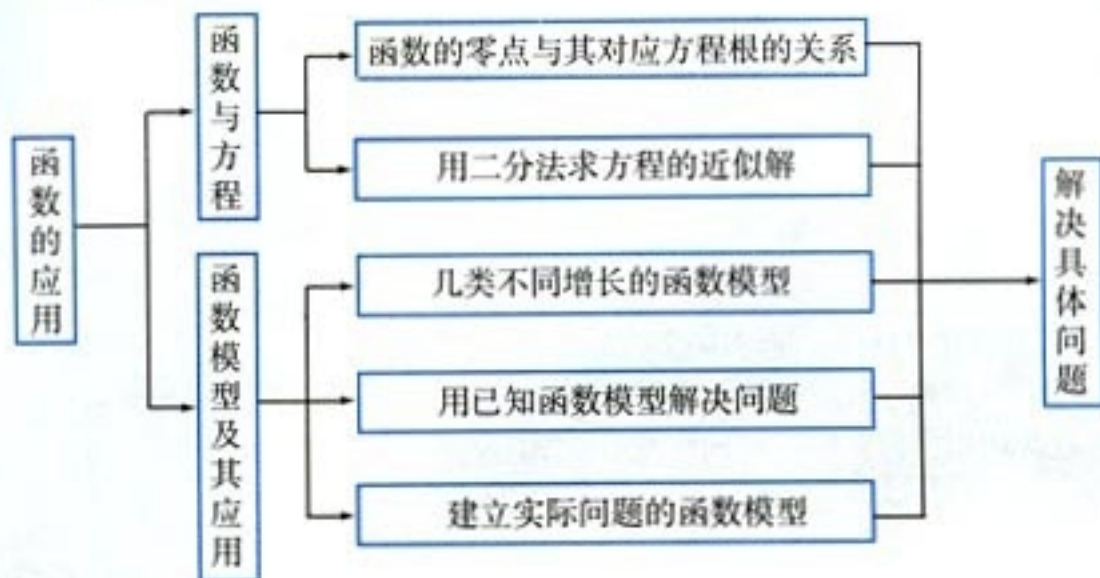 函数的应用
函数与方程
函数的零点与其对应方程根的关系
用二分法求方程的近似解
函数模型及其应用
几类不同增长的函数模型
用已知函数模型解决问题
建立实际问题的函数模型
解决具体问题